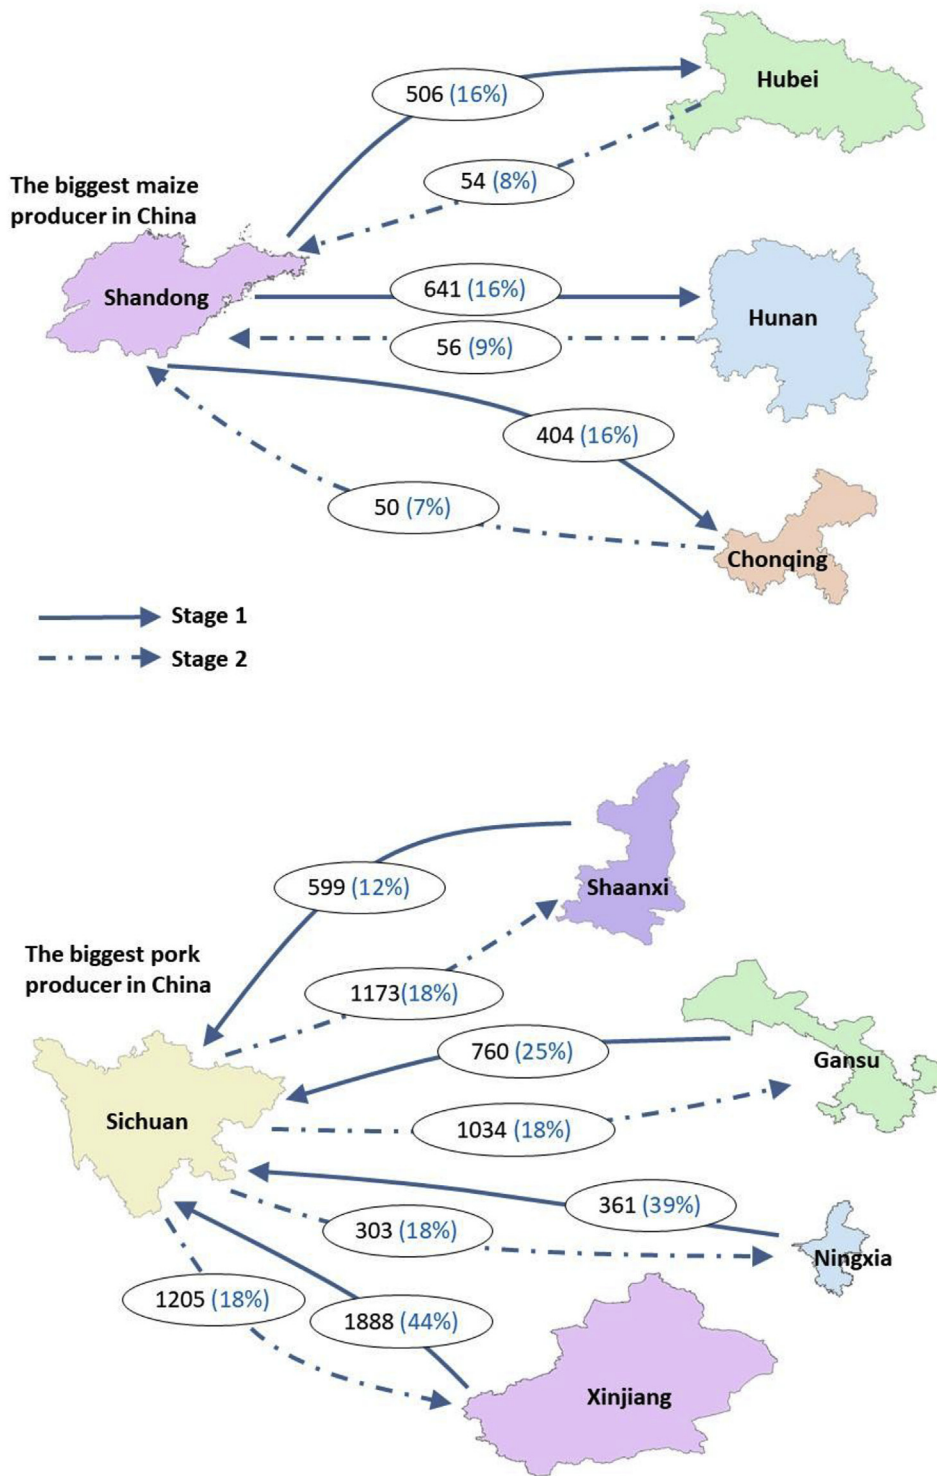 506 (16%)
Hubei
54 (8%)
The biggest maize
producer in China
Shandong
641 (16%)
Hunan
56 (9%)
404 (16%)
50 (7%)
Chonqing
Stage 1
Stage 2
599 (12%)
Shaanxi
The biggest pork
producer in China
1173(18%)
760 (25%)
Gansu
Sichuan
1034 (18%)
361 (39%)
303 (18%)
Ningxia
1205 (18%)
1888 (44%)
Xinjiang